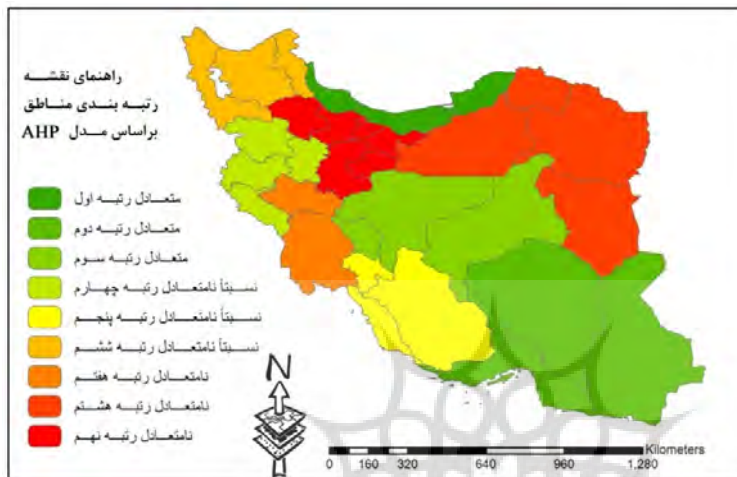 راهنمای نقشه
رتبه بندی مناطق
براساس مدل AHP
متعادل رتبه اول
متعادل رتبه دوم
متعادل رتبه سوم
نسبتاً نامتعادل رتبه چهارم
نسبتاً نامتعادل رتبه پنجم
نسبتاً نامتعادل رتبه ششم
نامتعادل رتبه هفتم
نامتعادل رتبه هشتم
نامتعادل رتبه نهم
N
Kilometers
0 160 320 640 960 1,280